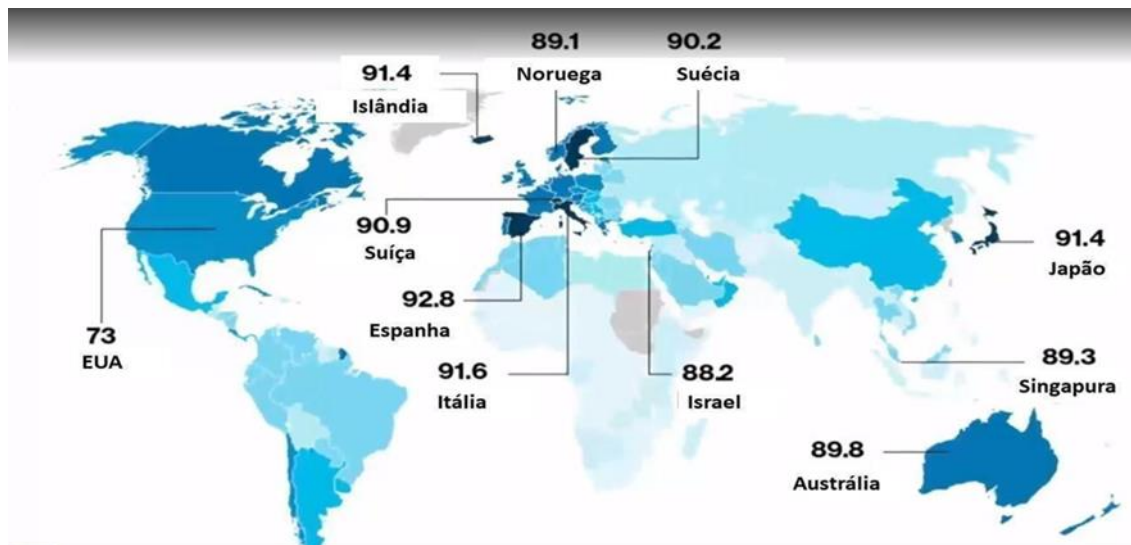 89.1
Noruega
90.2
Suécia
91.4
Islândia
90.9
Suíça
91.4
Japão
92.8
Espanha
73
EUA
91.6
Itália
88.2
Israel
89.3
Singapura
89.8
Austrália